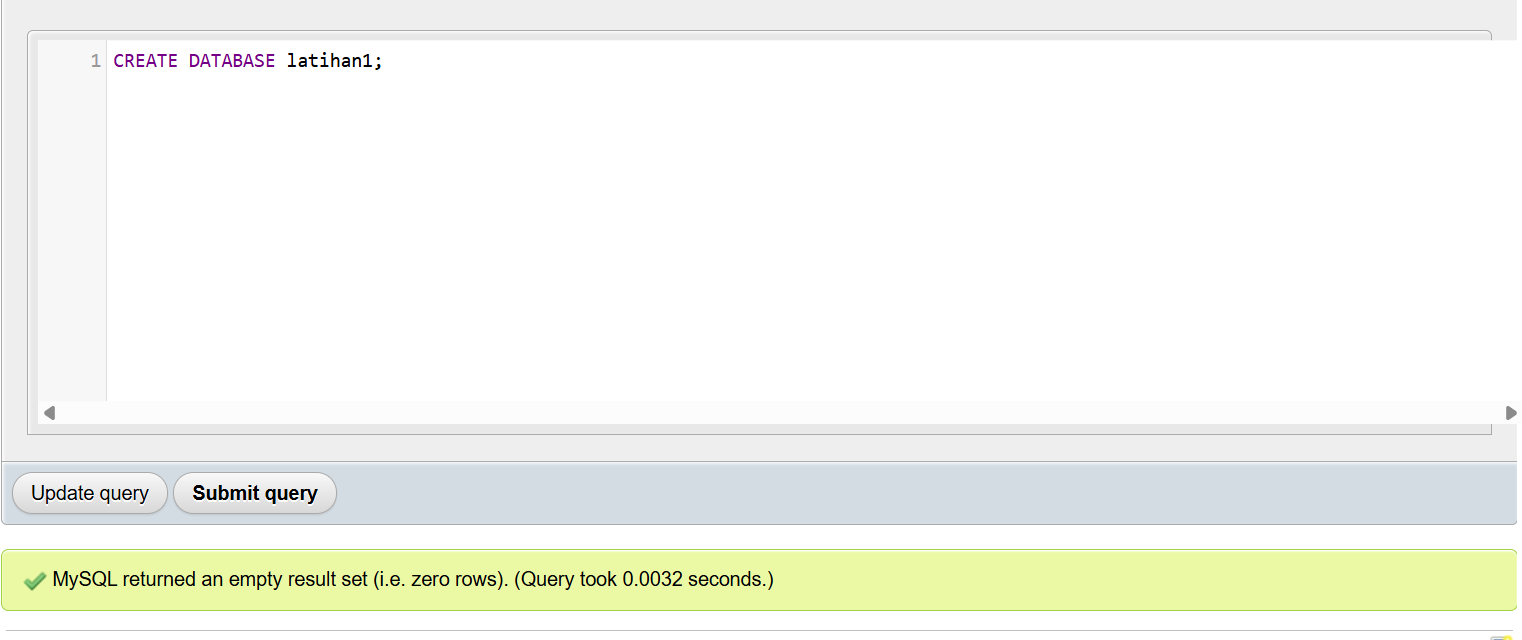 1 CREATE DATABASE latihan1;
Update query Submit query
MySQL returned an empty result set (i.e. zero rows). (Query took 0.0032 seconds.)